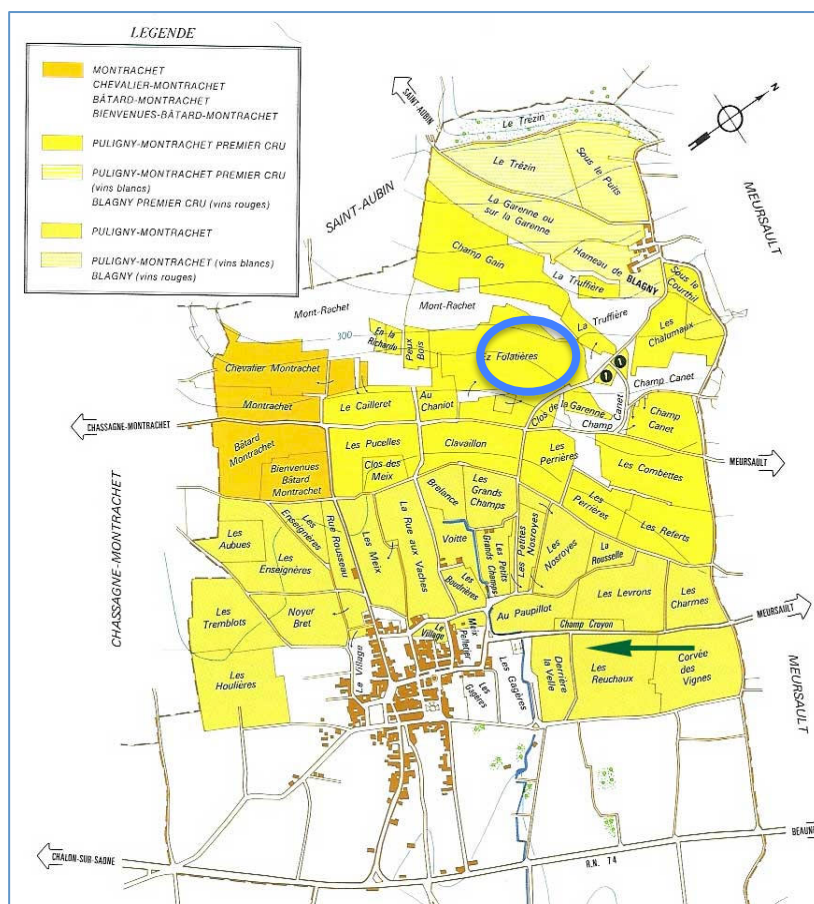 LEGENDE
MONTRACHET
CHEVALIER-MONTRACHET
BÂTARD-MONTRACHET
BIENVENUES-BÂTARD-MONTRACHET
PULIGNY-MONTRACHET PREMIER CRU
PULIGNY-MONTRACHET PREMIER CRU
(vins blancs)
BLAGNY PREMIER CRU (vins rouges)
PULIGNY-MONTRACHET
PULIGNY-MONTRACHET (vins blancs)
BLAGNY (vins rouges)
SAINT-AUBIN
N
Le Trézin
Le Trézin
Sous le Puits
MEURSAULT
SAINT-AUBIN
La Garenne ou
sur la Garenne
Hameau de
BLAGNY
Champ Gain
La Truffière
Sous le
Courthil
Mont-Rachet
Mont-Rachet
La Truffière
Les
Chalumaux
300
En la
Richarde
Peux
Bois
Ez Folatières
1
1
Chevalier Montrachet
Champ Canet
Montrachet
Le Cailleret
Au
Chaniot
Clos de la Garenne
Champ
Canet
Champ
Canet
CHASSAGNE-MONTRACHET
Bâtard
Montrachet
Les Pucelles
Clavaillon
Les
Perrières
MEURSAULT
Bienvenues
Bâtard
Montrachet
Clos des
Meix
Les Combettes
CHASSAGNE-MONTRACHET
Les
Aubues
Les
Enseignères
Rue Rousseau
Les Meix
La Rue aux
Vaches
Brelance
Les
Grands
Champs
Les
Perrières
Les Referts
Voitte
Les Petits
Grands Champs
Les Petites
Nosroyes
Les
Nosroyes
La
Rousselle
Les
Enseignères
Les
Boudrières
Les
Tremblots
Noyer
Bret
Au Paupillot
Les Levrons
Les
Charmes
Champ Croyon
MEURSAULT
Le Village
Meix
Pelletier
Le Village
Les Gagères
Les
Gagères
Derrière
la Velle
Les
Reuchaux
Corvée
des
Vignes
MEURSAULT
Les
Houlières
BEAUNE
CHALON-SUR-SAONE
R.N. 74